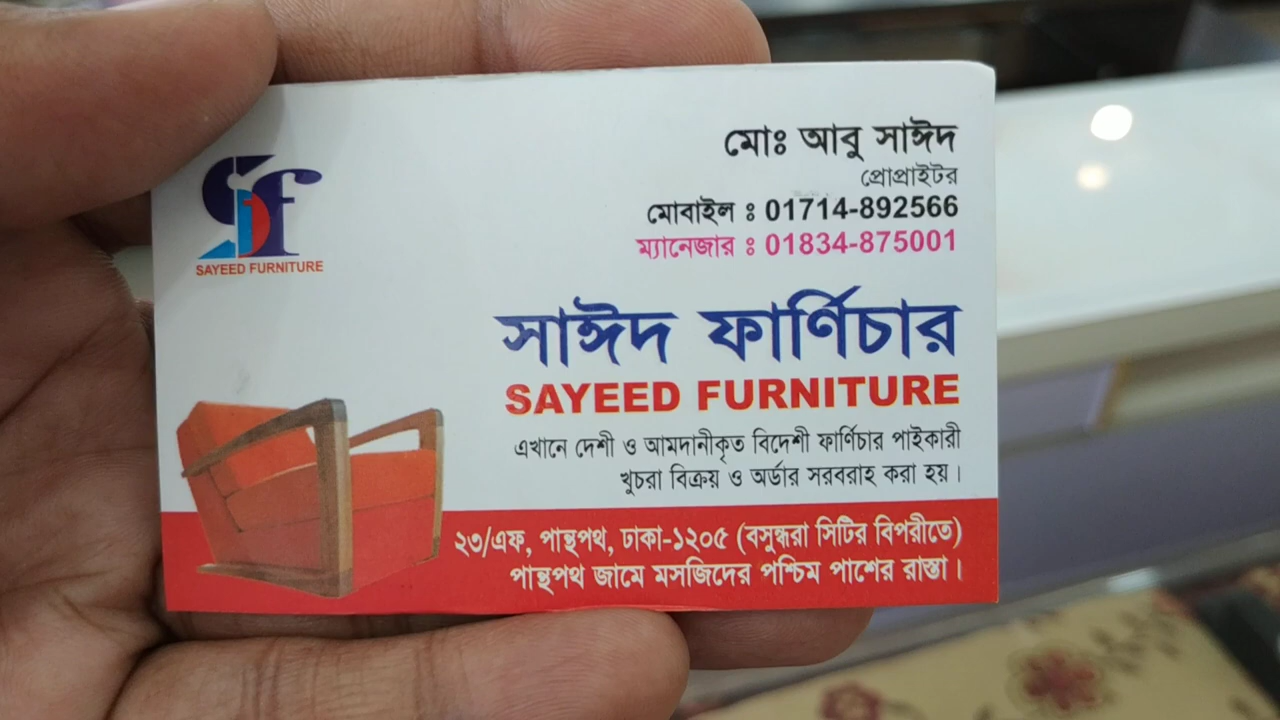 SAYEED FURNITURE
মোঃ আবু সাঈদ
প্রোপ্রাইটর
মোবাইল ঃ 01714-892566
ম্যানেজার ঃ 01834-875001
সাঈদ ফার্ণিচার
SAYEED FURNITURE
এখানে দেশী ও আমদানীকৃত বিদেশী ফার্ণিচার পাইকারী
খুচরা বিক্রয় ও অর্ডার সরবরাহ করা হয়।
২৩/এফ, পান্থপথ, ঢাকা-১২০৫ (বসুন্ধরা সিটির বিপরীতে)
পান্থপথ জামে মসজিদের পশ্চিম পাশের রাস্তা।